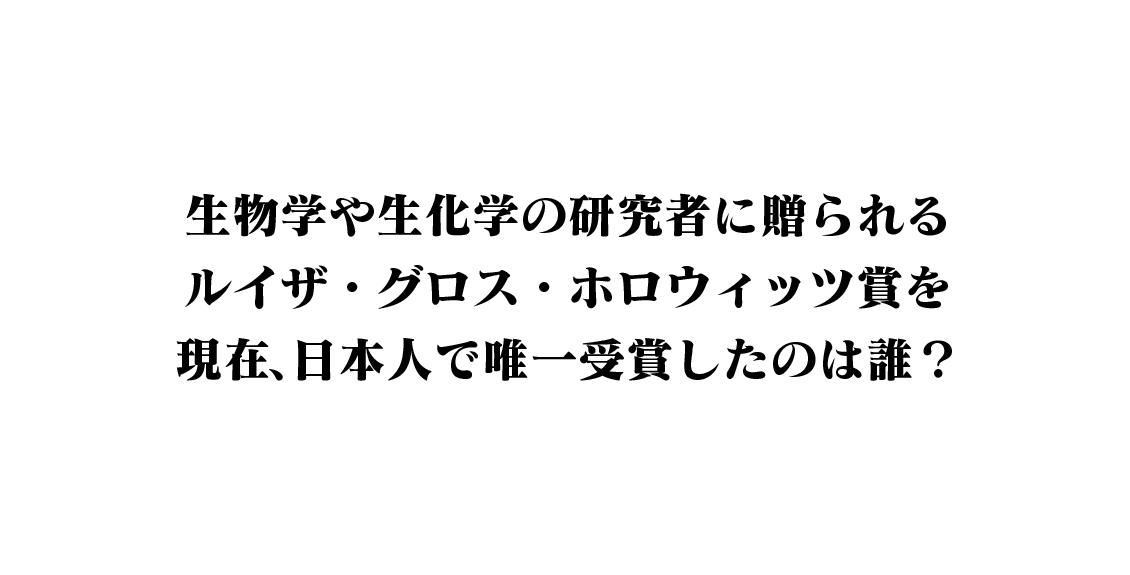 生物学や生化学の研究者に贈られる
ルイザ・グロス・ホロウィッツ賞を
現在、日本人で唯一受賞したのは誰？